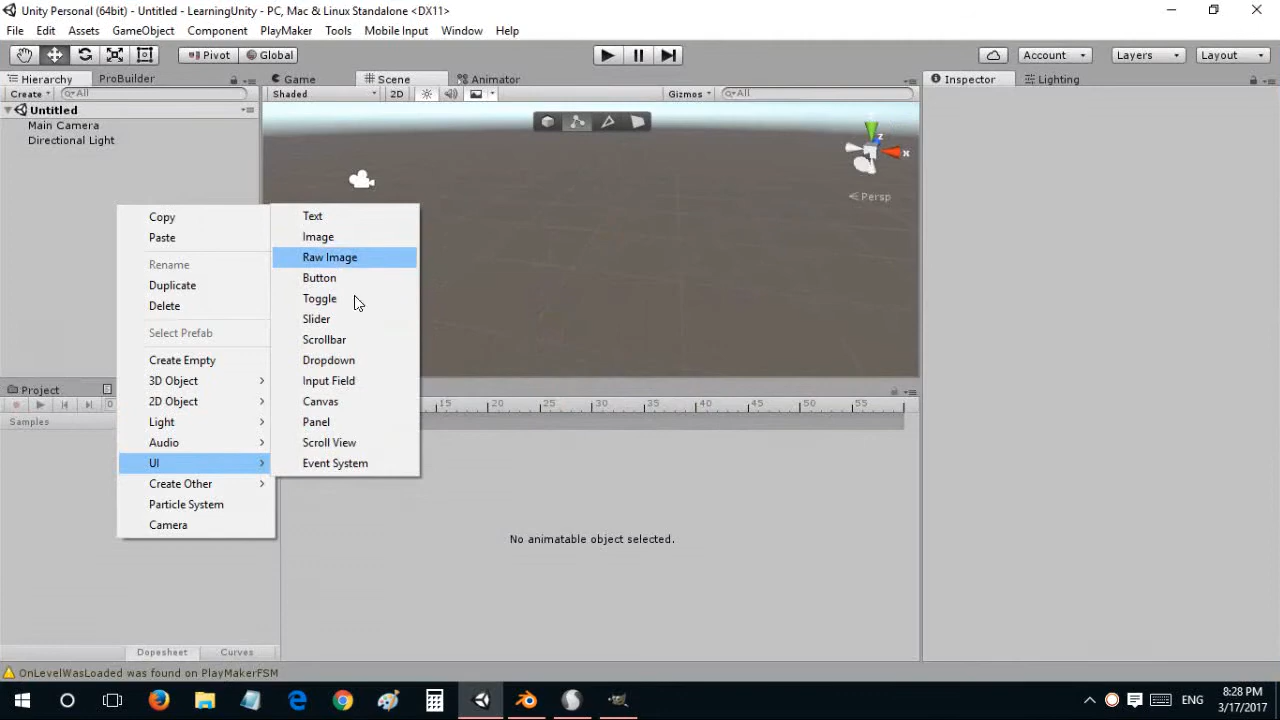 Unity Personal (64bit) - Untitled - LearningUnity - PC, Mac & Linux Standalone <DX11>
File Edit Assets GameObject Component PlayMaker Tools Mobile Input Window Help
Pivot Global Account Layers Layout
Hierarchy ProBuilder Game Scene Animator Inspector Lighting
Create All Shaded 2D Gizmos All
Untitled
Main Camera
Directional Light
z
x
Persp
Copy
Paste
Rename
Duplicate
Delete
Select Prefab
Create Empty
3D Object
2D Object
Light
Audio
UI
Create Other
Particle System
Camera
Text
Image
Raw Image
Button
Toggle
Slider
Scrollbar
Dropdown
Input Field
Canvas
Panel
Scroll View
Event System
Project
0 15 20 25 30 35 40 45 50 55
Samples
No animatable object selected.
Dopesheet Curves
OnLevelWasLoaded was found on PlayMakerFSM
ENG
8:28 PM
3/17/2017